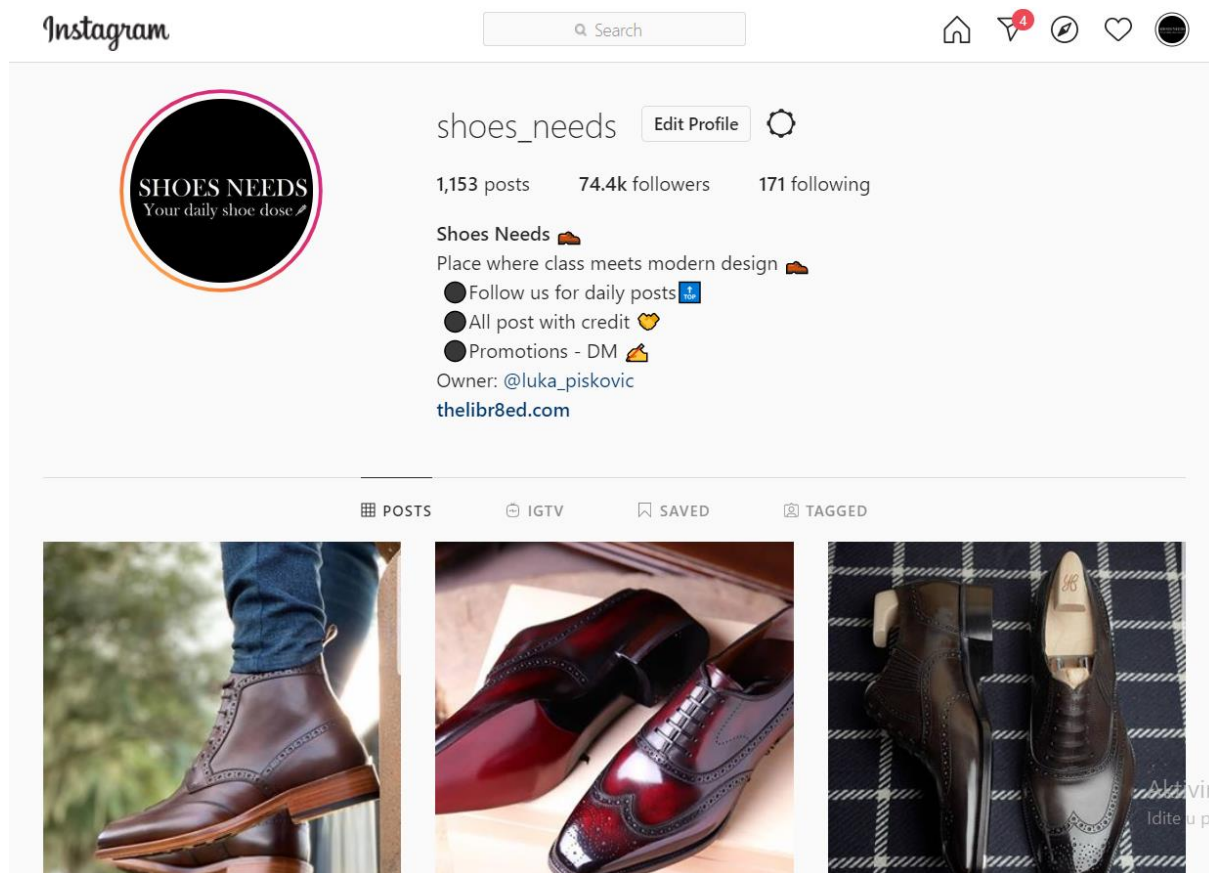 Instagram
Search
4
shoes_needs Edit Profile
1,153 posts 74.4k followers 171 following
SHOES NEEDS
Your daily shoe dose
Shoes Needs
Place where class meets modern design
Follow us for daily posts TOP
All post with credit
Promotions - DM
Owner: @luka_piskovic
thelibr8ed.com
POSTS IGTV SAVED TAGGED
Idite u p